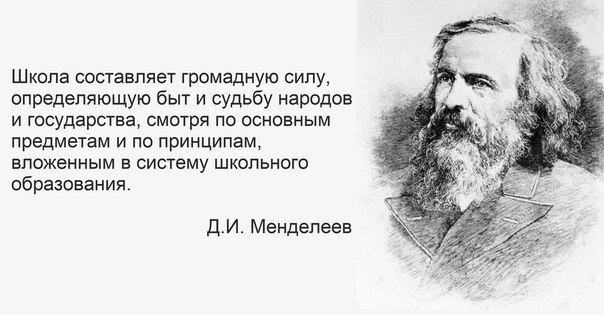 Школа составляет громадную силу,
определяющую быт и судьбу народов
и государства, смотря по основным
предметам и по принципам,
вложенным в систему школьного
образования.
Д.И. Менделеев